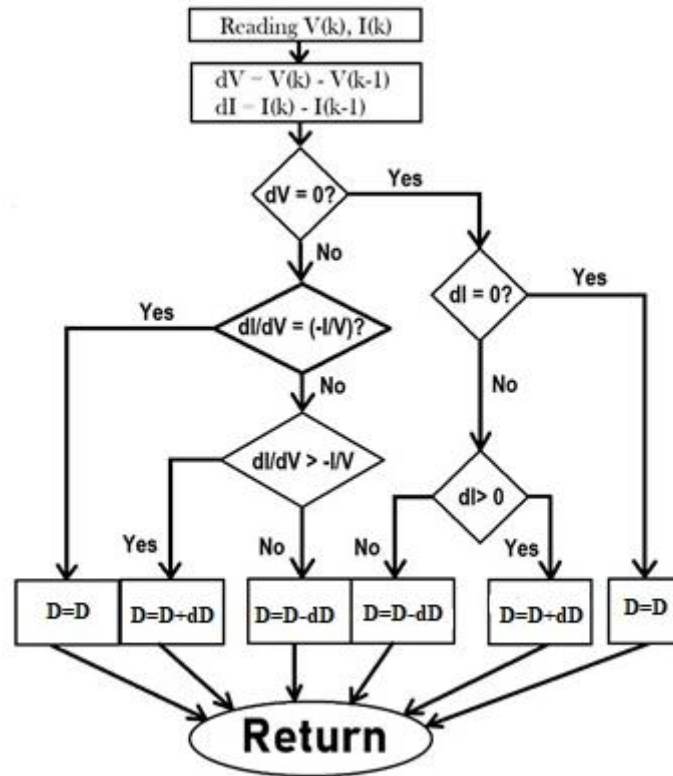 Reading V(k), I(k)
dV = V(k) - V(k-1)
dI = I(k) - I(k-1)
dV = 0?
Yes
No
dI = 0?
Yes
Yes
dI/dV = (-I/V)?
No
No
dI/dV > -I/V
dI> 0
Yes
No
No
Yes
D=D
D=D+dD
D=D-dD
D=D-dD
D=D+dD
D=D
Return